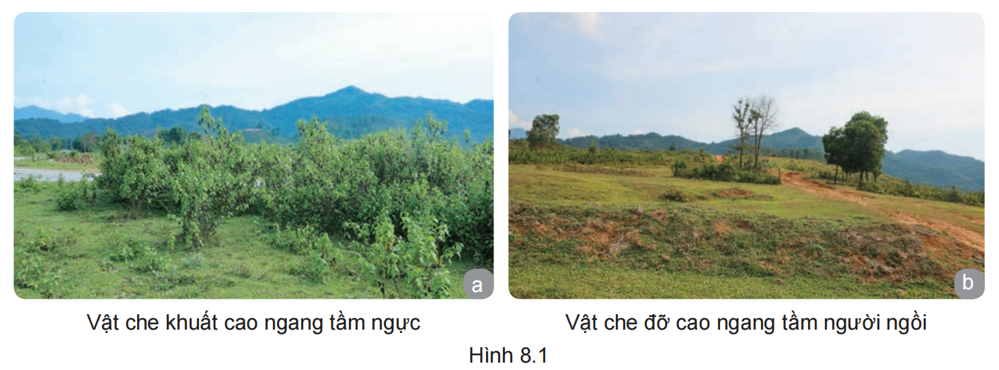 a
b
Vật che khuất cao ngang tầm ngực
Vật che đỡ cao ngang tầm người ngồi
Hình 8.1